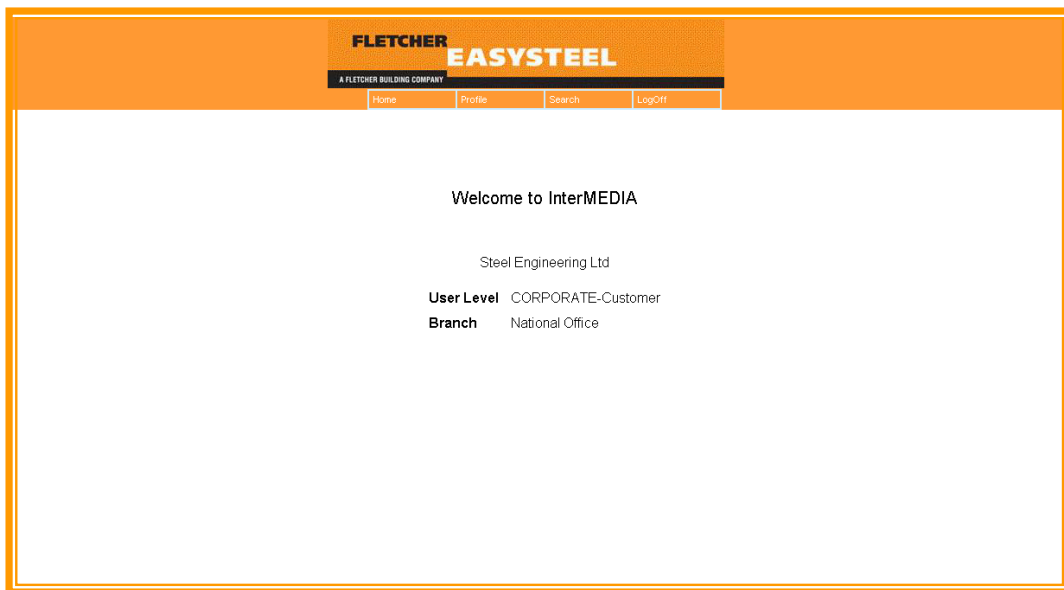 FLETCHER
EASYSTEEL
A FLETCHER BUILDING COMPANY
Home Profile Search LogOff
Welcome to InterMEDIA
Steel Engineering Ltd
User Level CORPORATE-Customer
Branch National Office